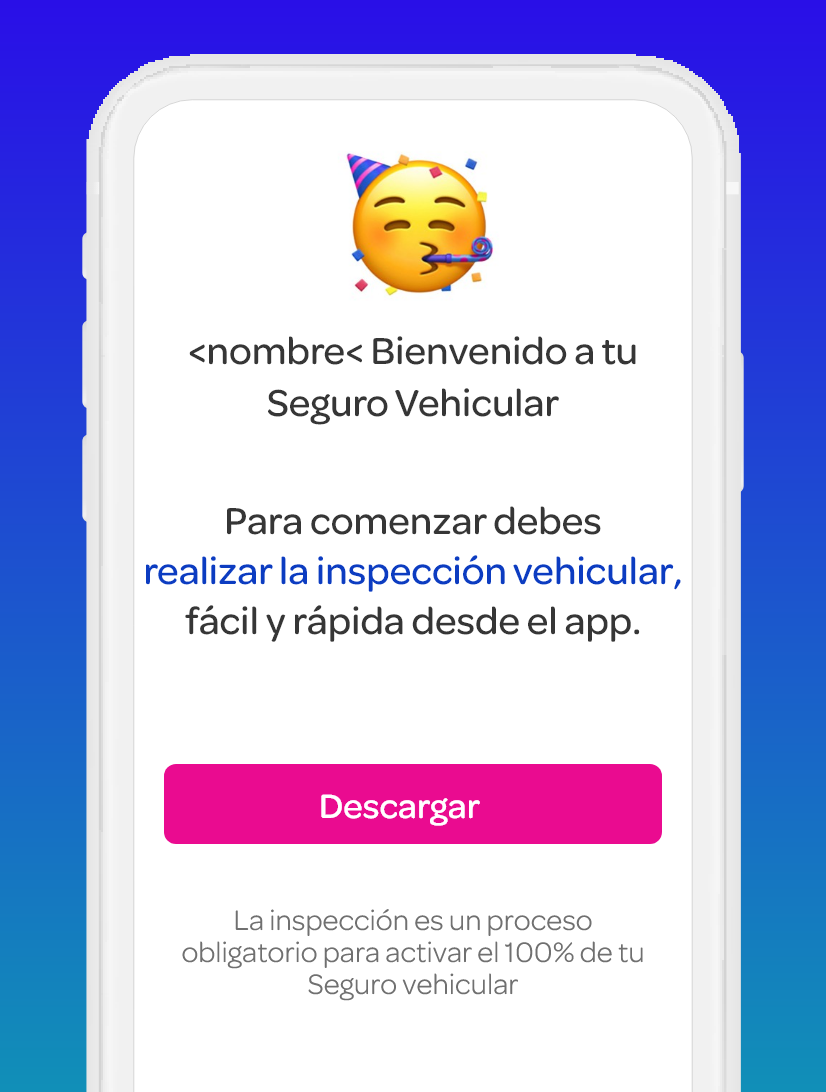 <nombre< Bienvenido a tu
Seguro Vehicular
Para comenzar debes
realizar la inspección vehicular,
fácil y rápida desde el app.
Descargar
La inspección es un proceso
obligatorio para activar el 100% de tu
Seguro vehicular